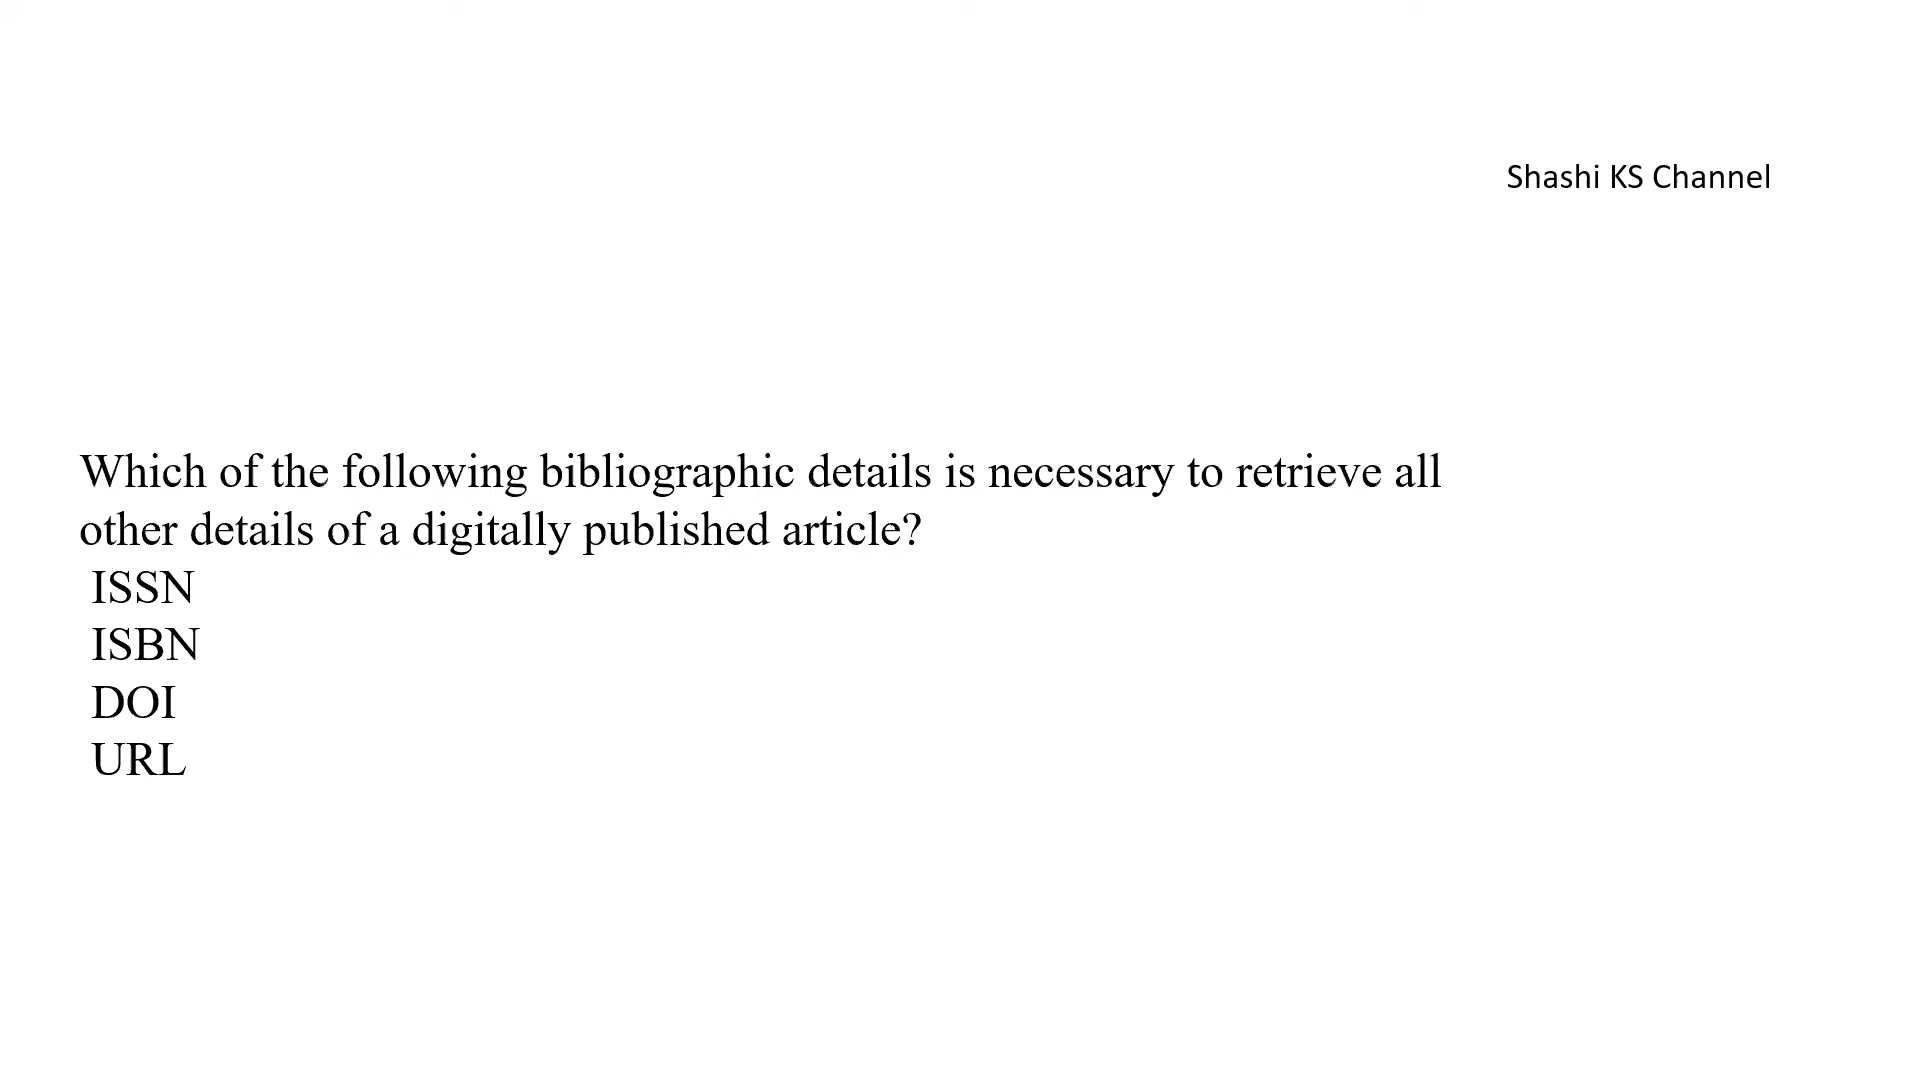 Shashi KS Channel
Which of the following bibliographic details is necessary to retrieve all
other details of a digitally published article?
ISSN
ISBN
DOI
URL